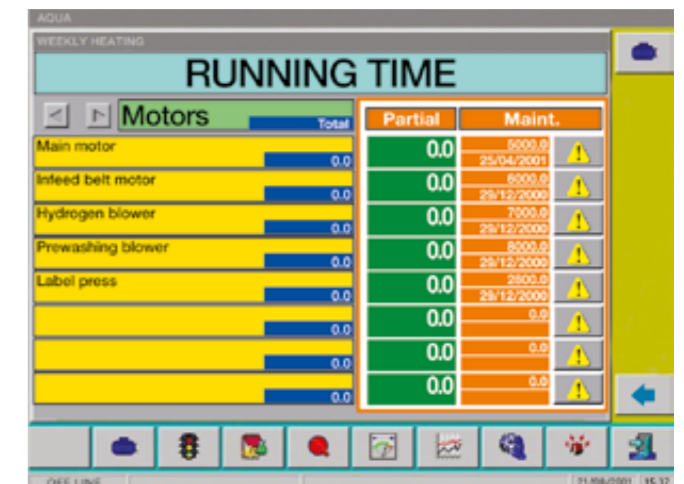 AQUA
WEEKLY HEATING
RUNNING TIME
Motors Total Partial Maint.
Main motor 0.0 0.0 5000.0 25/04/2001
Infeed belt motor 0.0 0.0 6000.0 29/12/2000
Hydrogen blower 0.0 0.0 7000.0 29/12/2000
Prewashing blower 0.0 0.0 8000.0 29/12/2000
Label press 0.0 0.0 2800.0 29/12/2000
0.0 0.0 0.0
0.0 0.0 0.0
0.0 0.0 0.0
OFF LINE 15.37